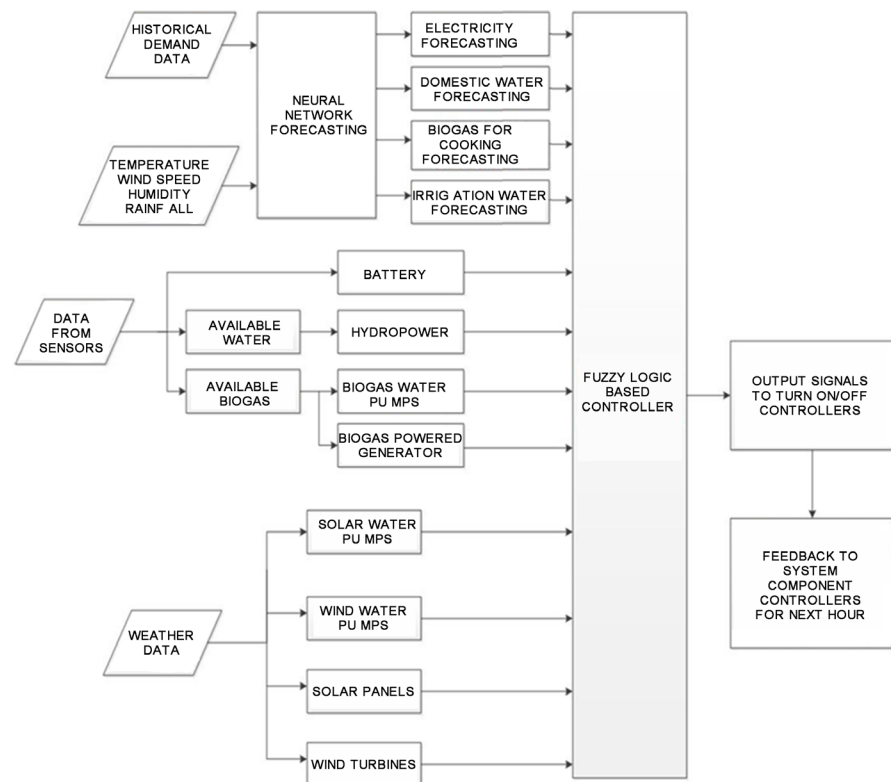 HISTORICAL
DEMAND
DATA
TEMPERATURE
WIND SPEED
HUMIDITY
RAINF ALL
NEURAL
NETWORK
FORECASTING
ELECTRICITY
FORECASTING
DOMESTIC WATER
FORECASTING
BIOGAS FOR
COOKING
FORECASTING
IRRIG ATION WATER
FORECASTING
DATA
FROM
SENSORS
BATTERY
AVAILABLE
WATER
HYDROPOWER
AVAILABLE
BIOGAS
BIOGAS WATER
PU MPS
BIOGAS POWERED
GENERATOR
WEATHER
DATA
SOLAR WATER
PU MPS
WIND WATER
PU MPS
SOLAR PANELS
WIND TURBINES
FUZZY LOGIC
BASED
CONTROLLER
OUTPUT SIGNALS
TO TURN ON/OFF
CONTROLLERS
FEEDBACK TO
SYSTEM
COMPONENT
CONTROLLERS
FOR NEXT HOUR